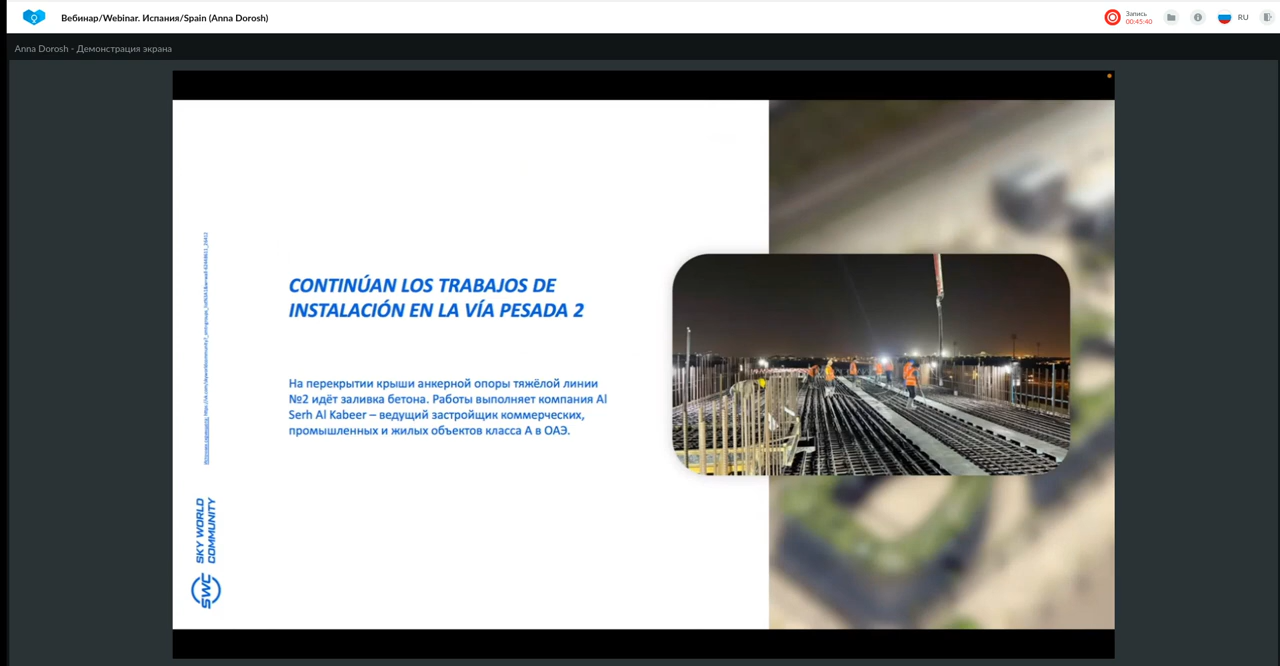 Вебинар/Webinar. Испания/Spain (Anna Dorosh)
Запись
00:45:40
RU
Anna Dorosh - Демонстрация экрана
CONTINÚAN LOS TRABAJOS DE
INSTALACIÓN EN LA VÍA PESADA 2
На перекрытии крыши анкерной опоры тяжёлой линии
№2 идёт заливка бетона. Работы выполняет компания Al
Serh Al Kabeer – ведущий застройщик коммерческих,
промышленных и жилых объектов класса А в ОАЭ.
SKY WORLD
COMMUNITY
SWC